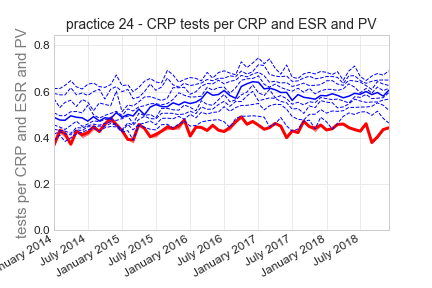 practice 24 - CRP tests per CRP and ESR and PV
tests per CRP and ESR and PV
0.8
0.6
0.4
0.2
0.0
nuary 2014
July 2014
January 2015
July 2015
January 2016
July 2016
January 2017
July 2017
January 2018
July 2018